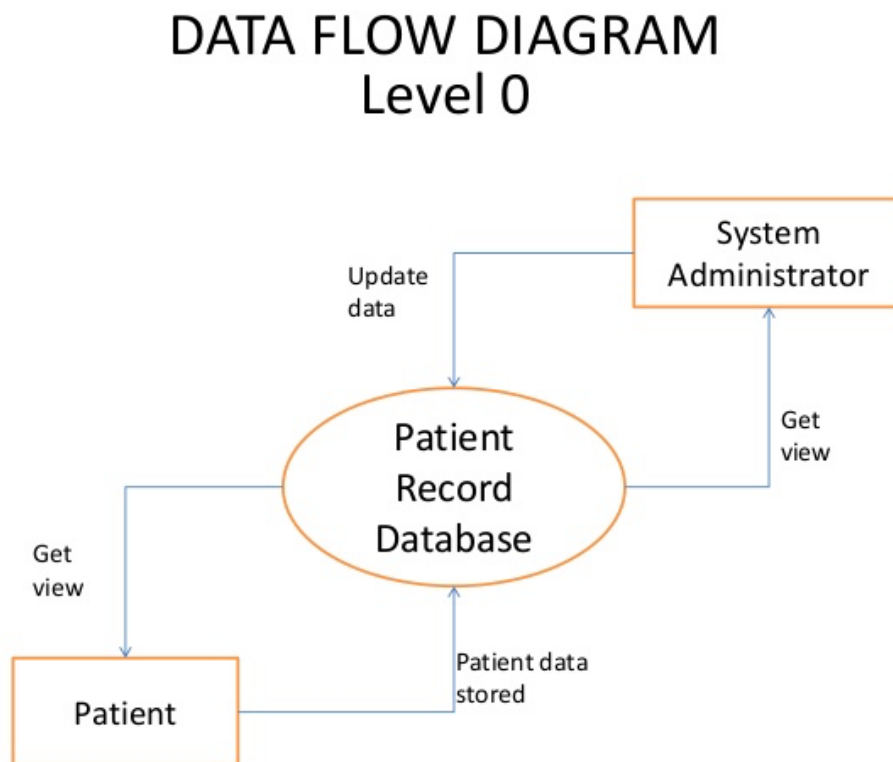 DATA FLOW DIAGRAM
Level 0
System
Administrator
Update
data
Patient
Record
Database
Get
view
Get
view
Patient data
stored
Patient